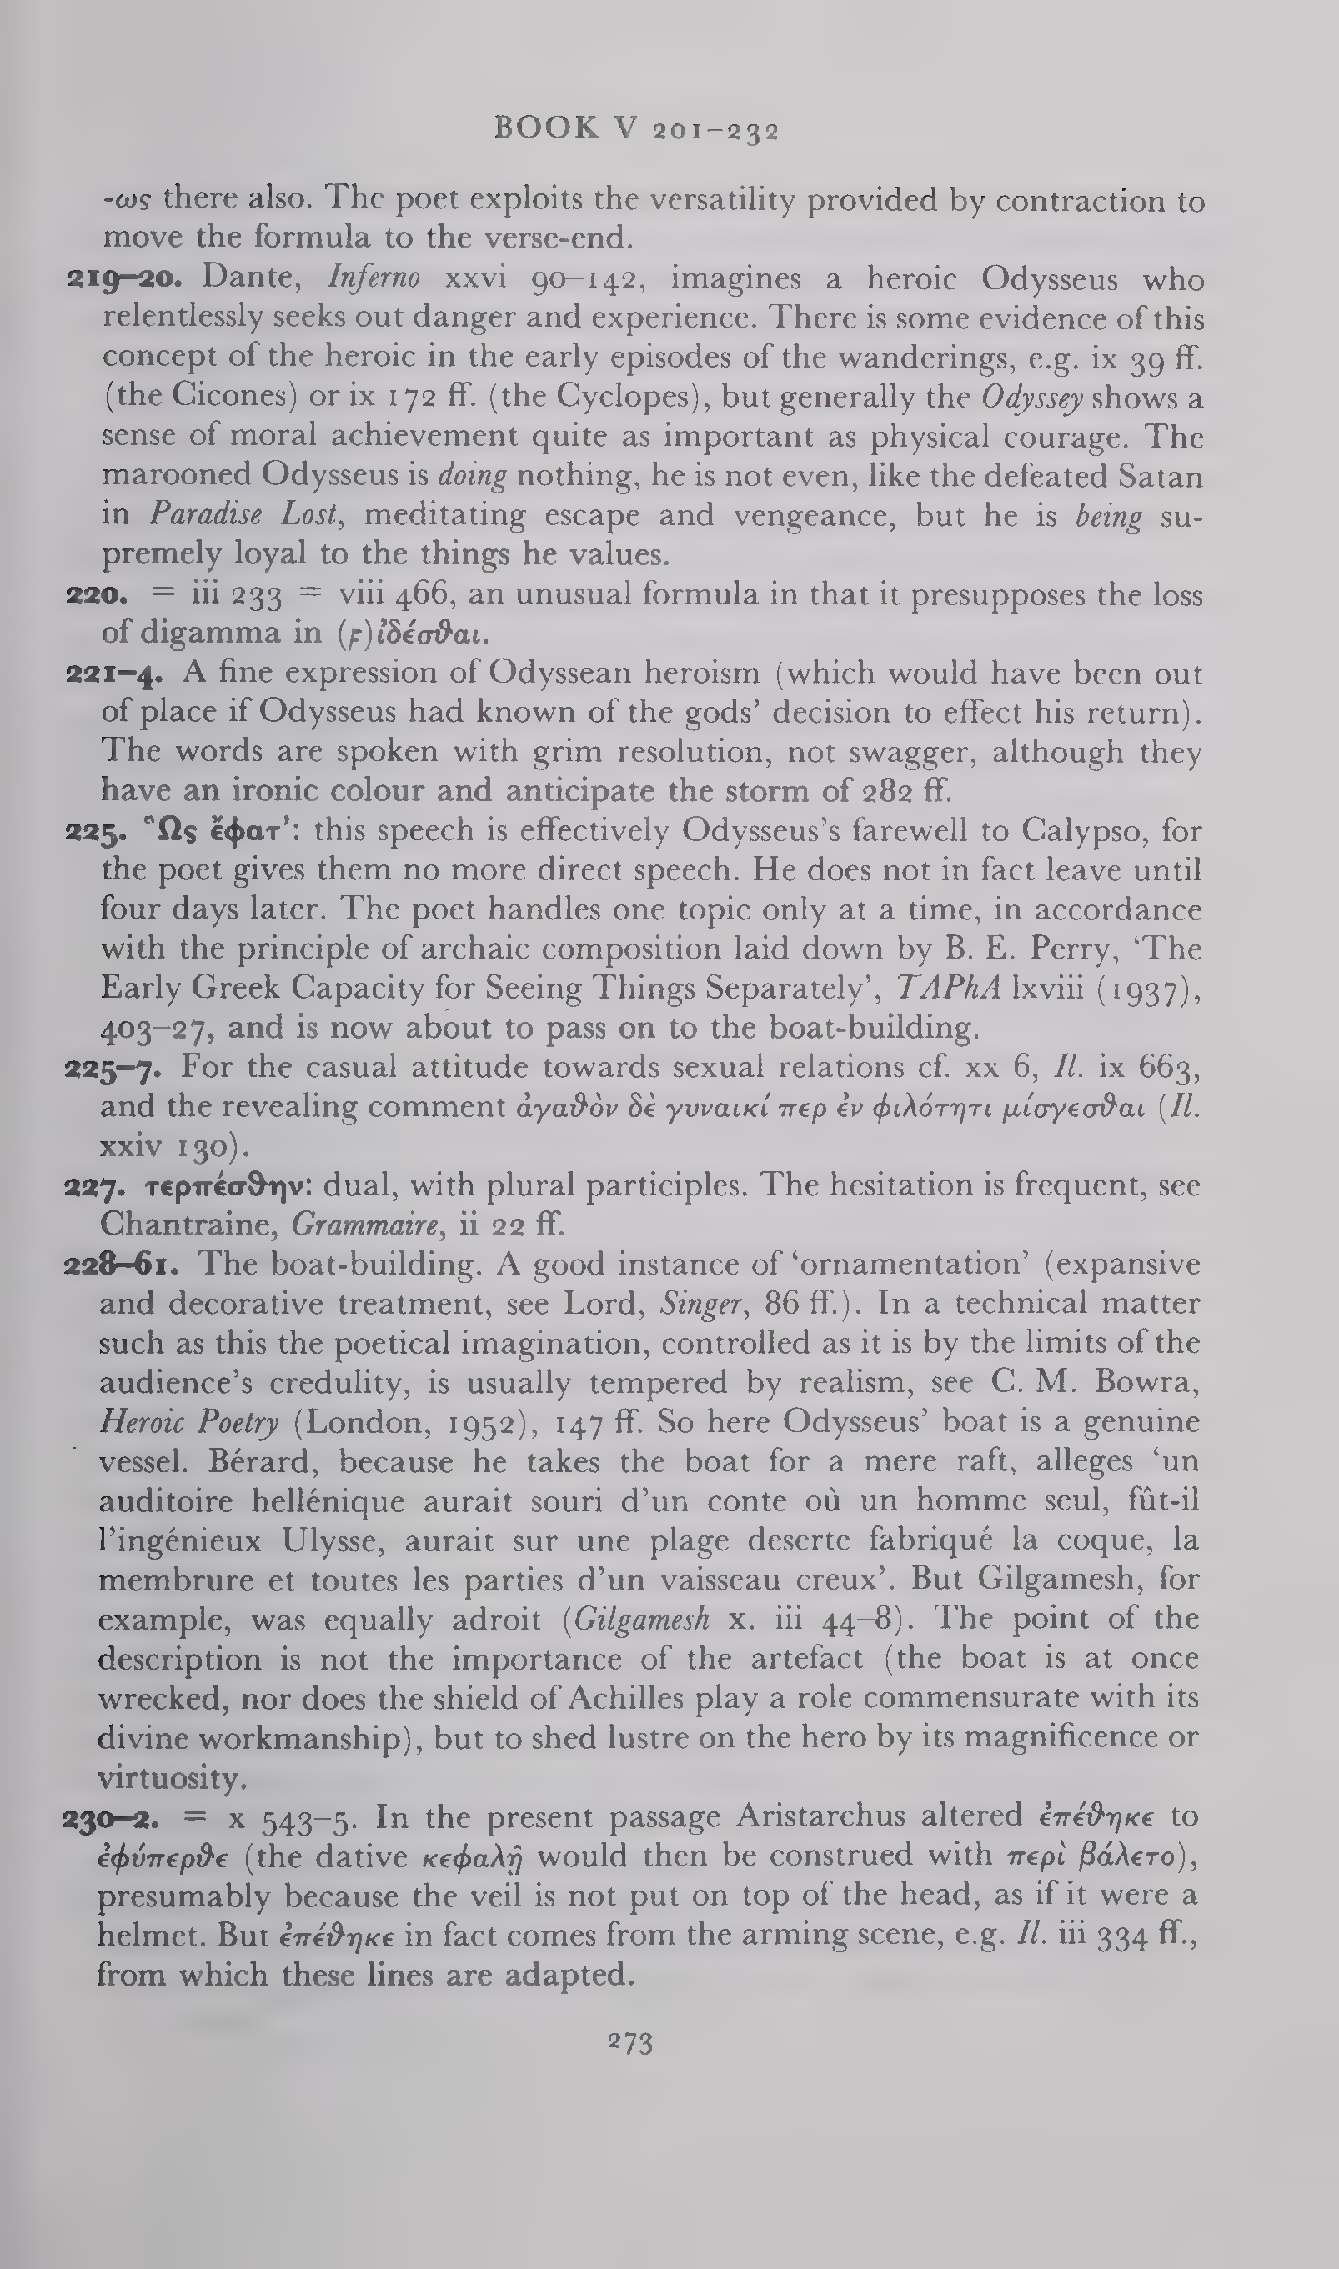 BOOK V 201–232
-ως there also. The poet exploits the versatility provided by contraction to
move the formula to the verse-end.
219–20. Dante, Inferno xxvi 90–142, imagines a heroic Odysseus who
relentlessly seeks out danger and experience. There is some evidence of this
concept of the heroic in the early episodes of the wanderings, e.g. ix 39 ff.
(the Cicones) or ix 172 ff. (the Cyclopes), but generally the Odyssey shows a
sense of moral achievement quite as important as physical courage. The
marooned Odysseus is doing nothing, he is not even, like the defeated Satan
in Paradise Lost, meditating escape and vengeance, but he is being su-
premely loyal to the things he values.
220. = iii 233 = viii 466, an unusual formula in that it presupposes the loss
of digamma in (ϝ)ἰδέσϑαι.
221–4. A fine expression of Odyssean heroism (which would have been out
of place if Odysseus had known of the gods’ decision to effect his return).
The words are spoken with grim resolution, not swagger, although they
have an ironic colour and anticipate the storm of 282 ff.
225. Ὣς ἔφατ’: this speech is effectively Odysseus’s farewell to Calypso, for
the poet gives them no more direct speech. He does not in fact leave until
four days later. The poet handles one topic only at a time, in accordance
with the principle of archaic composition laid down by B. E. Perry, ‘The
Early Greek Capacity for Seeing Things Separately’, TAPhA lxviii (1937),
403–27, and is now about to pass on to the boat-building.
225–7. For the casual attitude towards sexual relations cf. xx 6, Il. ix 663,
and the revealing comment ἀγαϑὸν δὲ γυναικί περ ἐν φιλότητι μίσγεσϑαι (Il.
xxiv 130).
227. τερπέσϑην: dual, with plural participles. The hesitation is frequent, see
Chantraine, Grammaire, ii 22 ff.
228–61. The boat-building. A good instance of ‘ornamentation’ (expansive
and decorative treatment, see Lord, Singer, 86 ff.). In a technical matter
such as this the poetical imagination, controlled as it is by the limits of the
audience’s credulity, is usually tempered by realism, see C. M. Bowra,
Heroic Poetry (London, 1952), 147 ff. So here Odysseus’ boat is a genuine
vessel. Bérard, because he takes the boat for a mere raft, alleges ‘un
auditoire hellénique aurait souri d’un conte où un homme seul, fût-il
l’ingénieux Ulysse, aurait sur une plage deserte fabriqué la coque, la
membrure et toutes les parties d’un vaisseau creux’. But Gilgamesh, for
example, was equally adroit (Gilgamesh x. iii 44–8). The point of the
description is not the importance of the artefact (the boat is at once
wrecked, nor does the shield of Achilles play a role commensurate with its
divine workmanship), but to shed lustre on the hero by its magnificence or
virtuosity.
230–2. = x 543–5. In the present passage Aristarchus altered ἐπέϑηκε to
ἐφύπερϑε (the dative κεφαλῇ would then be construed with περὶ βάλετο),
presumably because the veil is not put on top of the head, as if it were a
helmet. But ἐπέϑηκε in fact comes from the arming scene, e.g. Il. iii 334 ff.,
from which these lines are adapted.
273